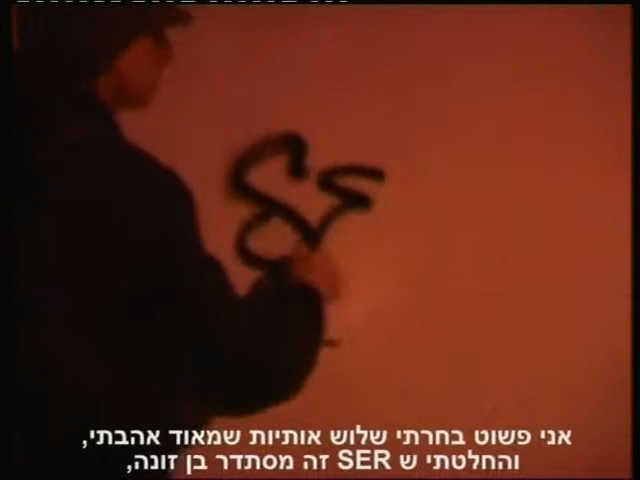 אני פשוט בחרתי שלוש אותיות שמאוד אהבתי,
והחלטתי ש SER זה מסתדר בן זונה,